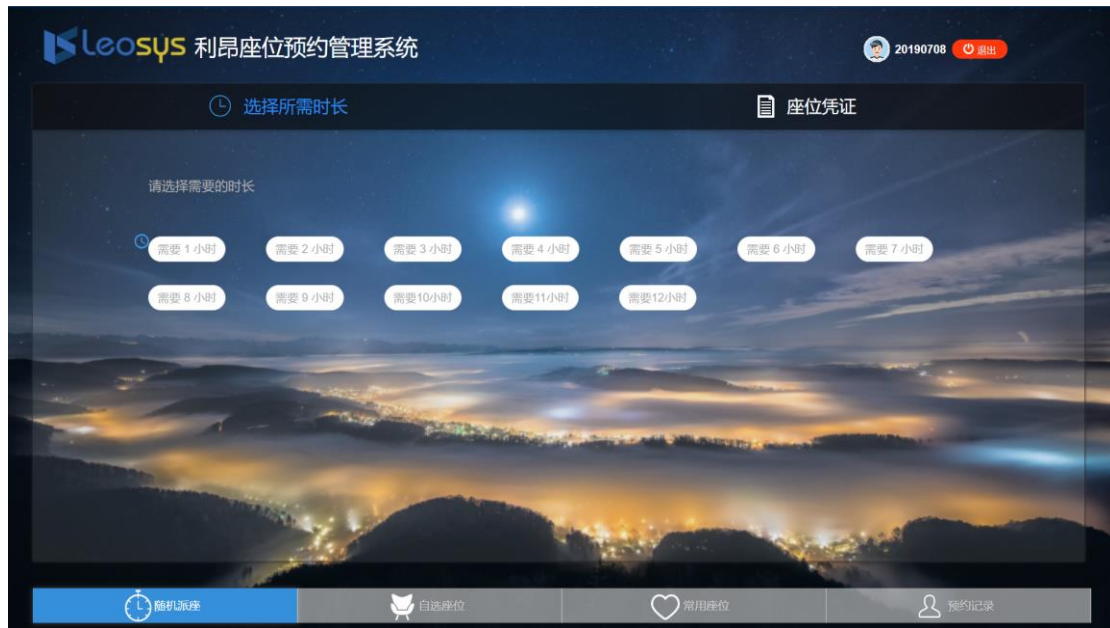 Leosys 利昂座位预约管理系统
20190708 退出
选择所需时长 座位凭证
请选择需要的时长
需要 1 小时 需要 2 小时 需要 3 小时 需要 4 小时 需要 5 小时 需要 6 小时 需要 7 小时
需要 8 小时 需要 9 小时 需要10小时 需要11小时 需要12小时
随机派座 自选座位 常用座位 预约记录